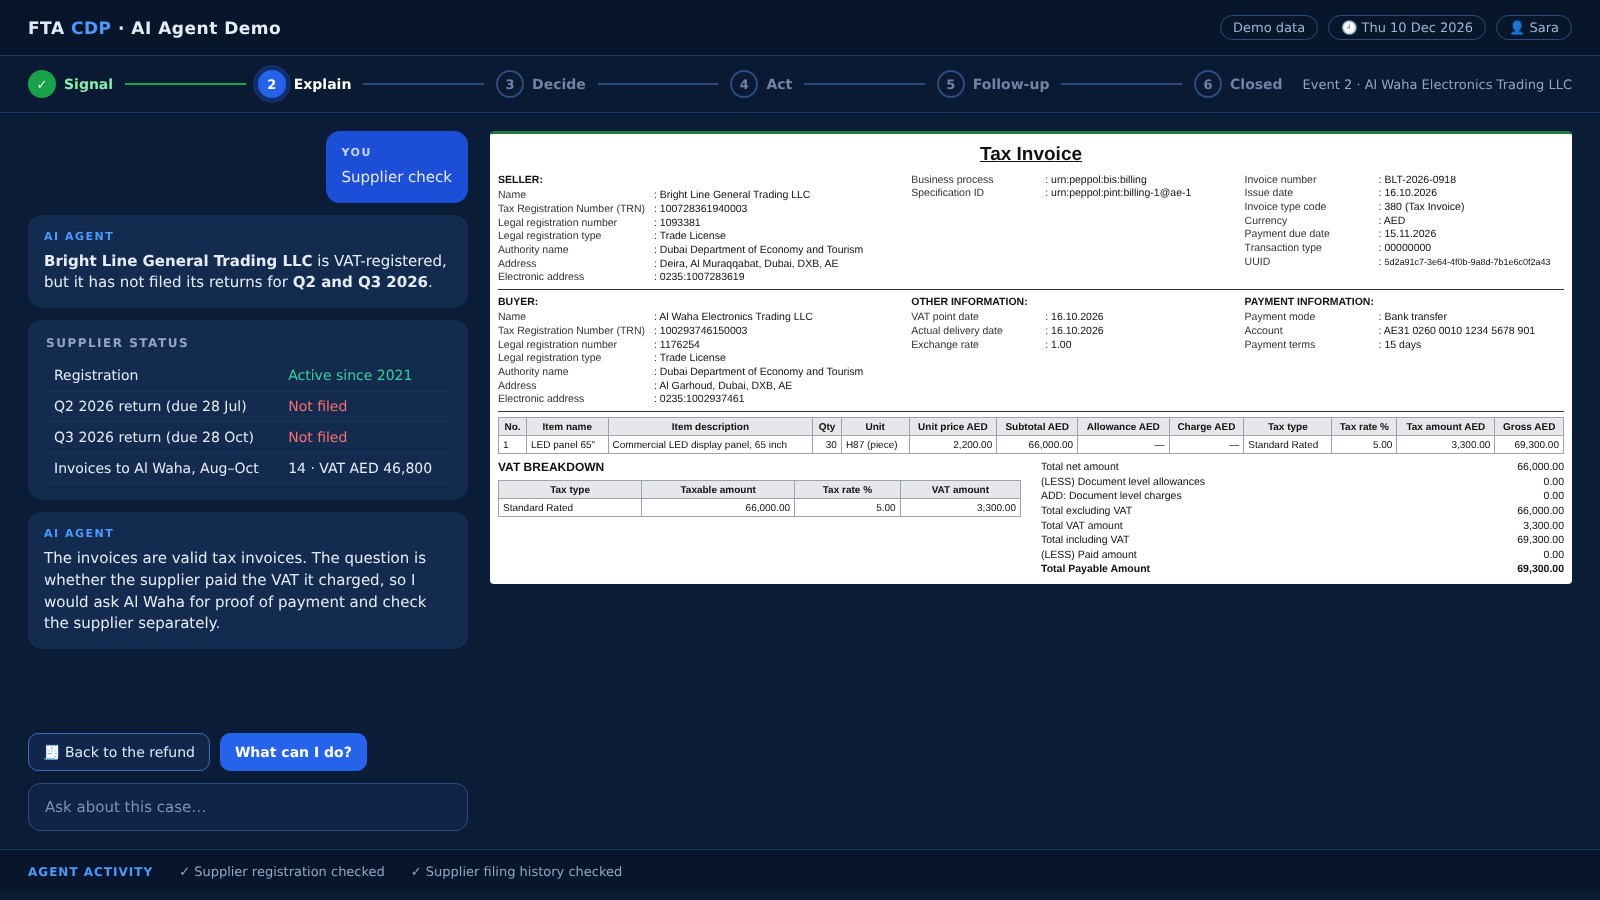 FTA CDP · AI Agent Demo
Demo data
🕘 Thu 10 Dec 2026
👤 Sara
✓ Signal
2 Explain
3 Decide
4 Act
5 Follow-up
6 Closed
Event 2 · Al Waha Electronics Trading LLC
YOU
Supplier check
AI AGENT
Bright Line General Trading LLC is VAT-registered,
but it has not filed its returns for Q2 and Q3 2026.
SUPPLIER STATUS
Registration Active since 2021
Q2 2026 return (due 28 Jul) Not filed
Q3 2026 return (due 28 Oct) Not filed
Invoices to Al Waha, Aug–Oct 14 · VAT AED 46,800
AI AGENT
The invoices are valid tax invoices. The question is
whether the supplier paid the VAT it charged, so I
would ask Al Waha for proof of payment and check
the supplier separately.
🧾 Back to the refund
What can I do?
Ask about this case…
Tax Invoice
SELLER:
Name : Bright Line General Trading LLC
Tax Registration Number (TRN) : 100728361940003
Legal registration number : 1093381
Legal registration type : Trade License
Authority name : Dubai Department of Economy and Tourism
Address : Deira, Al Muraqqabat, Dubai, DXB, AE
Electronic address : 0235:1007283619
Business process : urn:peppol:bis:billing
Specification ID : urn:peppol:pint:billing-1@ae-1
Invoice number : BLT-2026-0918
Issue date : 16.10.2026
Invoice type code : 380 (Tax Invoice)
Currency : AED
Payment due date : 15.11.2026
Transaction type : 00000000
UUID : 5d2a91c7-3e64-4f0b-9a8d-7b1e6c0f2a43
BUYER:
Name : Al Waha Electronics Trading LLC
Tax Registration Number (TRN) : 100293746150003
Legal registration number : 1176254
Legal registration type : Trade License
Authority name : Dubai Department of Economy and Tourism
Address : Al Garhoud, Dubai, DXB, AE
Electronic address : 0235:1002937461
OTHER INFORMATION:
VAT point date : 16.10.2026
Actual delivery date : 16.10.2026
Exchange rate : 1.00
PAYMENT INFORMATION:
Payment mode : Bank transfer
Account : AE31 0260 0010 1234 5678 901
Payment terms : 15 days
No. Item name Item description Qty Unit Unit price AED Subtotal AED Allowance AED Charge AED Tax type Tax rate % Tax amount AED Gross AED
1 LED panel 65" Commercial LED display panel, 65 inch 30 H87 (piece) 2,200.00 66,000.00 — — Standard Rated 5.00 3,300.00 69,300.00
VAT BREAKDOWN
Tax type Taxable amount Tax rate % VAT amount
Standard Rated 66,000.00 5.00 3,300.00
Total net amount 66,000.00
(LESS) Document level allowances 0.00
ADD: Document level charges 0.00
Total excluding VAT 66,000.00
Total VAT amount 3,300.00
Total including VAT 69,300.00
(LESS) Paid amount 0.00
Total Payable Amount 69,300.00
AGENT ACTIVITY
✓ Supplier registration checked
✓ Supplier filing history checked